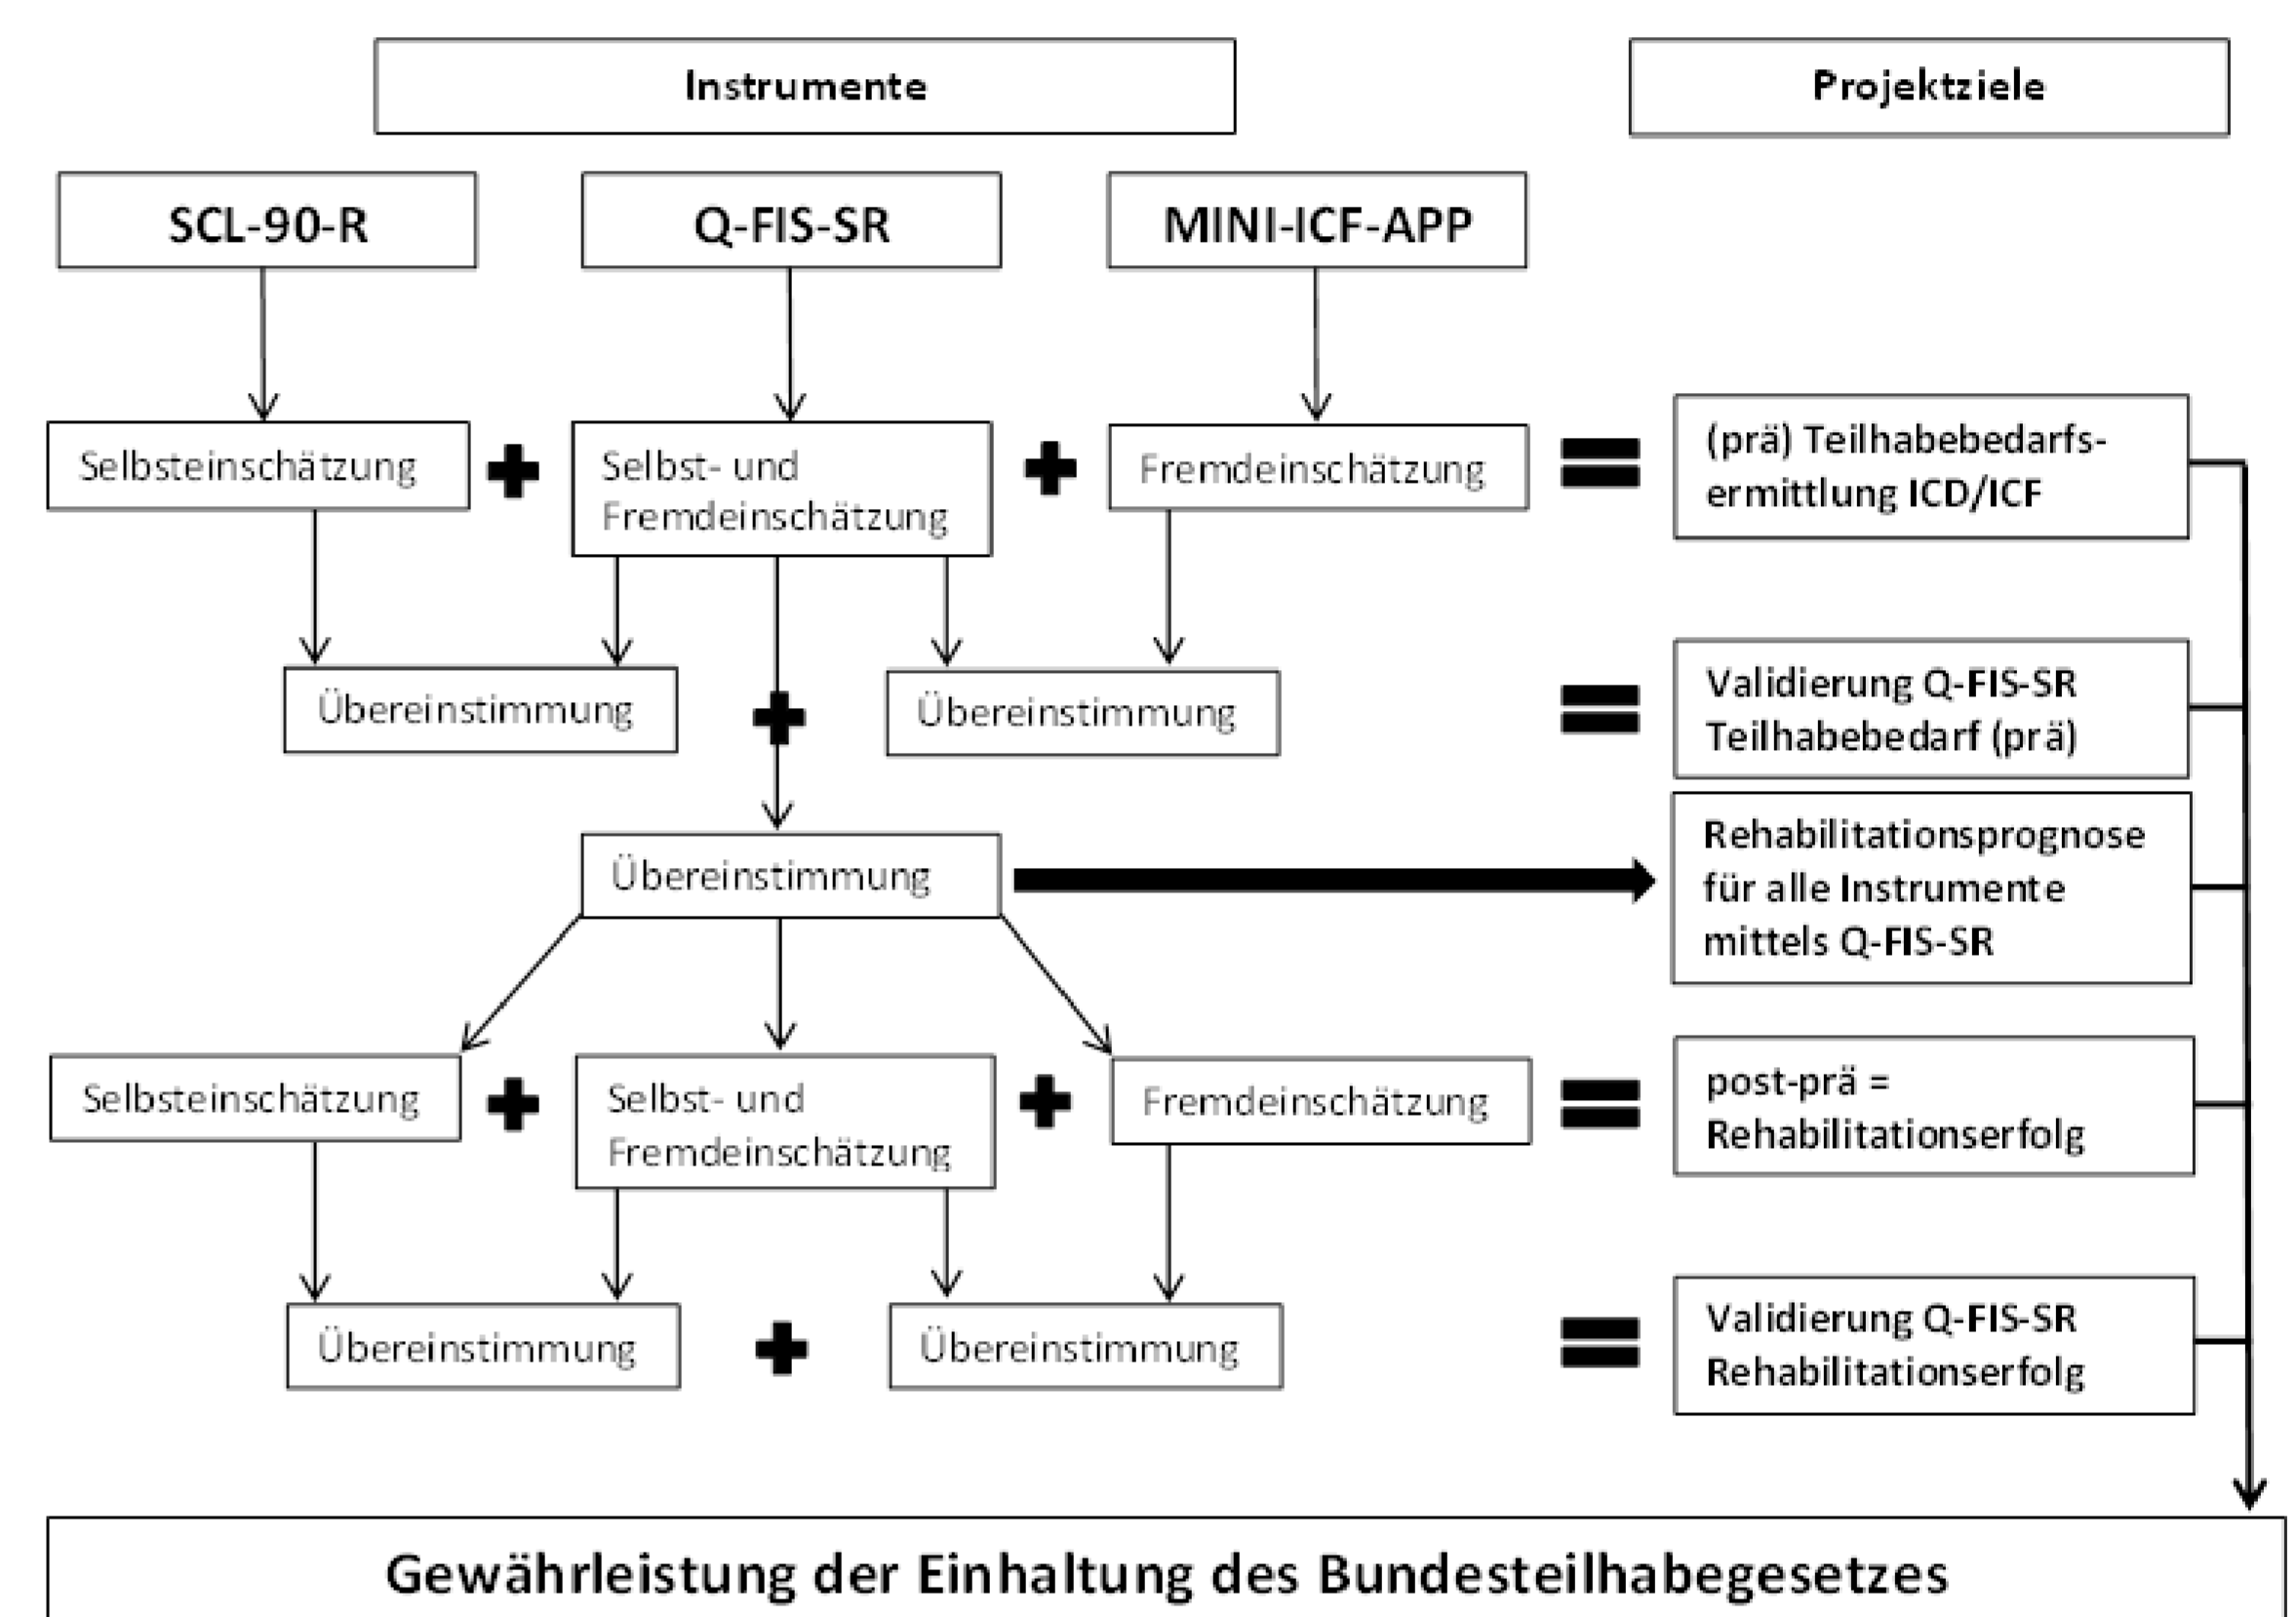 Instrumente
Projektziele
SCL-90-R
Q-FIS-SR
MINI-ICF-APP
Selbsteinschätzung
Selbst- und
Fremdeinschätzung
Fremdeinschätzung
(prä) Teilhabebedarfs-
ermittlung ICD/ICF
Übereinstimmung
Übereinstimmung
Validierung Q-FIS-SR
Teilhabebedarf (prä)
Übereinstimmung
Rehabilitationsprognose
für alle Instrumente
mittels Q-FIS-SR
Selbsteinschätzung
Selbst- und
Fremdeinschätzung
Fremdeinschätzung
post-prä =
Rehabilitationserfolg
Übereinstimmung
Übereinstimmung
Validierung Q-FIS-SR
Rehabilitationserfolg
Gewährleistung der Einhaltung des Bundesteilhabegesetzes